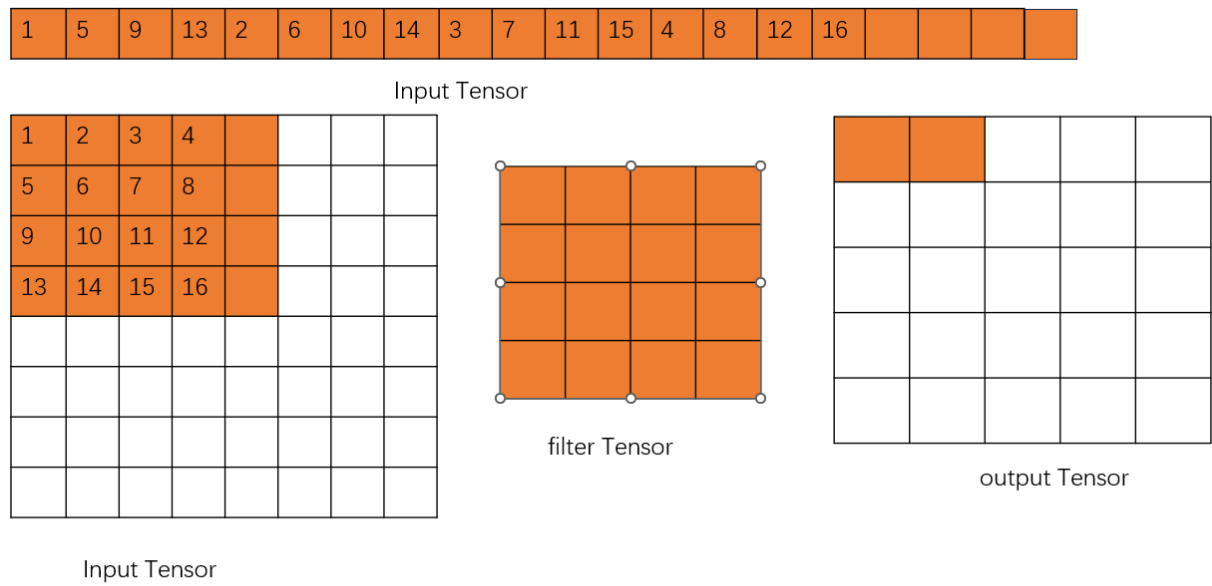 1 5 9 13 2 6 10 14 3 7 11 15 4 8 12 16
Input Tensor
1 2 3 4
5 6 7 8
9 10 11 12
13 14 15 16
filter Tensor
output Tensor
Input Tensor